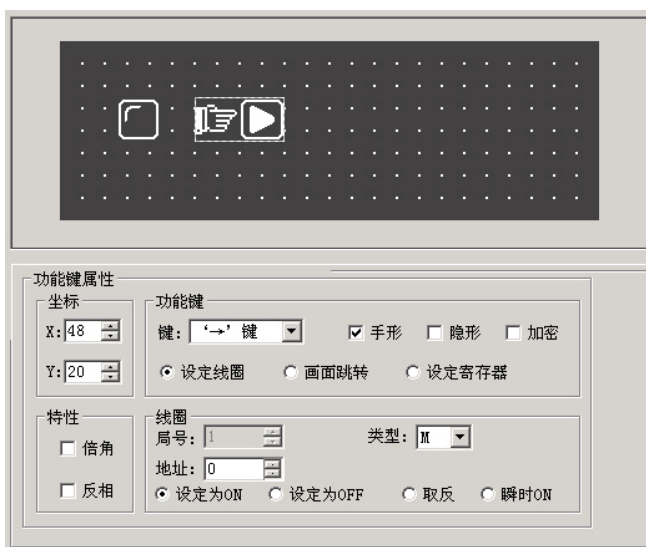 功能键属性
坐标
功能键
X: 48
键: ‘→’ 键
手形
隐形
加密
Y: 20
设定线圈
画面跳转
设定寄存器
特性
线圈
倍角
局号: 1
类型: M
地址: 0
反相
设定为ON
设定为OFF
取反
瞬时ON